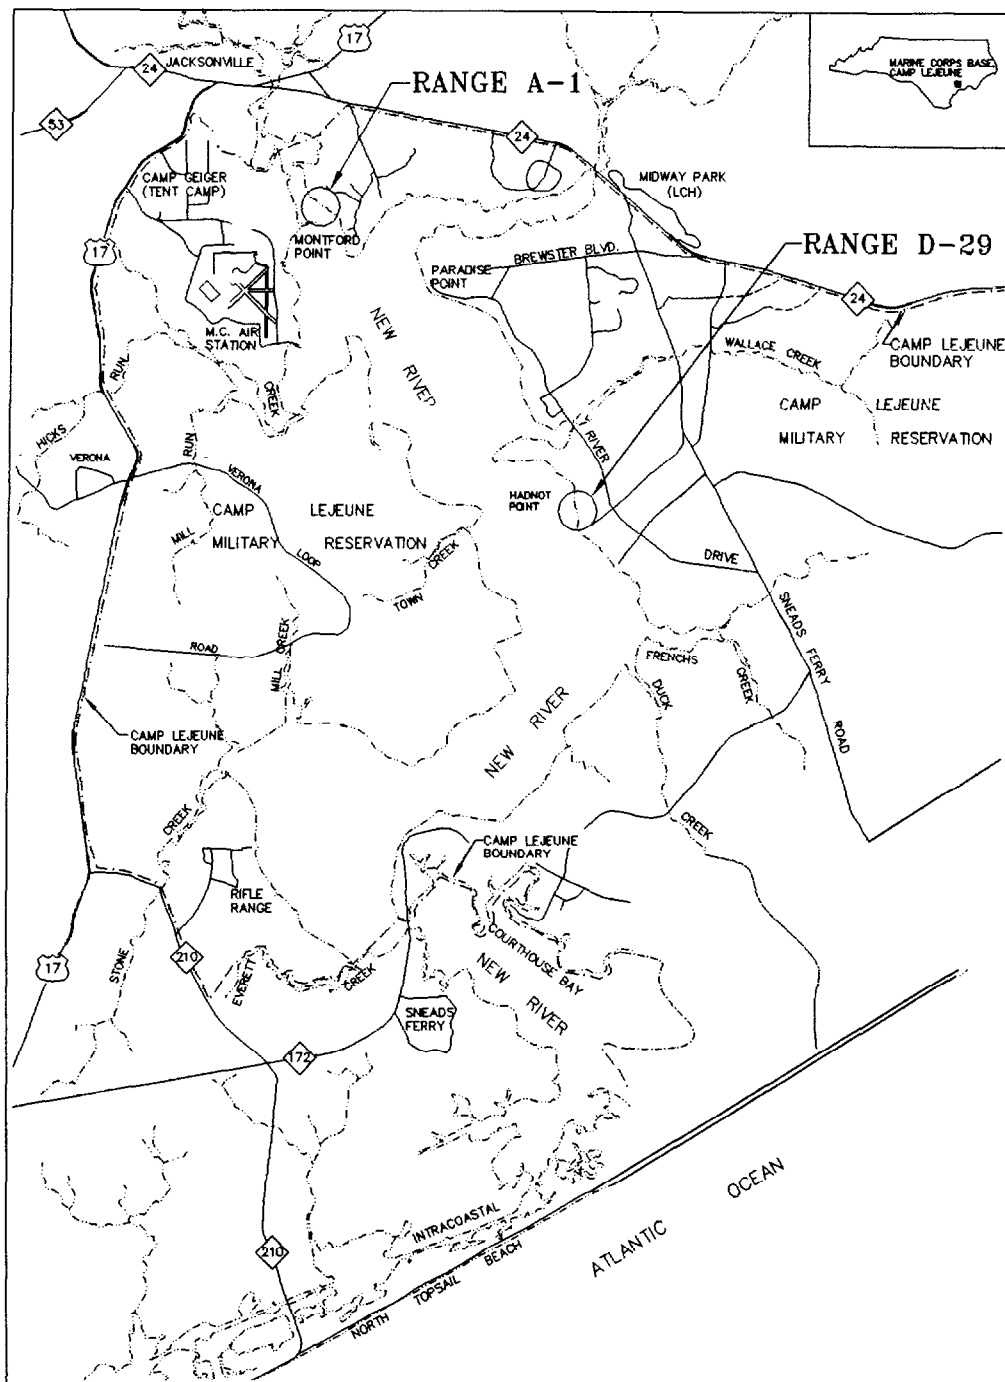 17
JACKSONVILLE
24
RANGE A-1
MARINE CORPS BASE
CAMP LEJEUNE
53
24
CAMP GEIGER
(TENT CAMP)
MIDWAY PARK
(LCH)
MONTFORD
POINT
17
BREWSTER BLVD.
RANGE D-29
PARADISE
POINT
24
M.C. AIR
STATION
NEW
RIVER
WALLACE CREEK
CAMP LEJEUNE
BOUNDARY
RUN
CREEK
HICKS
CAMP LEJEUNE
MILITARY RESERVATION
RIVER
RUN
VERONA
VERONA
HADNOT
POINT
CAMP LEJEUNE
MILITARY RESERVATION
MILL
LOOP
CREEK
TOWN
DRIVE
SNEADS
FERRY
ROAD
ROAD
MILL CREEK
FRENCHS
CREEK
DUCK
CREEK
NEW RIVER
CAMP LEJEUNE
BOUNDARY
CREEK
CAMP LEJEUNE
BOUNDARY
RIFLE
RANGE
STONE
COURTHOUSE BAY
17
210
EVERETT
CREEK
NEW
RIVER
SNEADS
FERRY
172
OCEAN
INTRACOASTAL
ATLANTIC
210
NORTH TOPSAIL BEACH